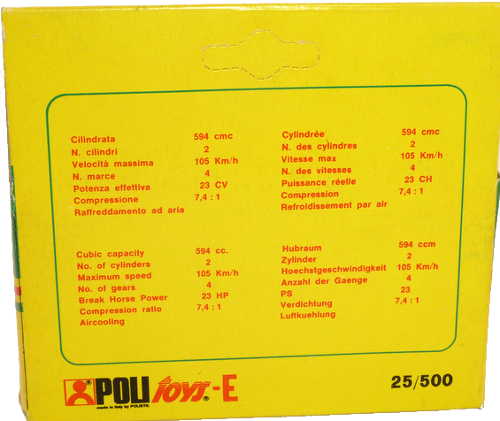 Cilindrata 594 cmc
N. cilindri 2
Velocità massima 105 Km/h
N. marce 4
Potenza effettiva 23 CV
Compressione 7,4 : 1
Raffreddamento ad aria
Cylindrée 594 cmc
N. des cylindres 2
Vitesse max 105 Km/h
N. des vitesses 4
Puissance réelle 23 CH
Compression 7,4 : 1
Refroidissement par air
Cubic capacity 594 cc.
No. of cylinders 2
Maximum speed 105 Km/h
No. of gears 4
Break Horse Power 23 HP
Compression ratio 7,4 : 1
Aircooling
Hubraum 594 ccm
Zylinder 2
Hoechstgeschwindigkeit 105 Km/h
Anzahl der Gaenge 4
PS 23
Verdichtung 7,4 : 1
Luftkuehlung
POLI TOYS®-E
made in Italy by POLISTIL
25/500